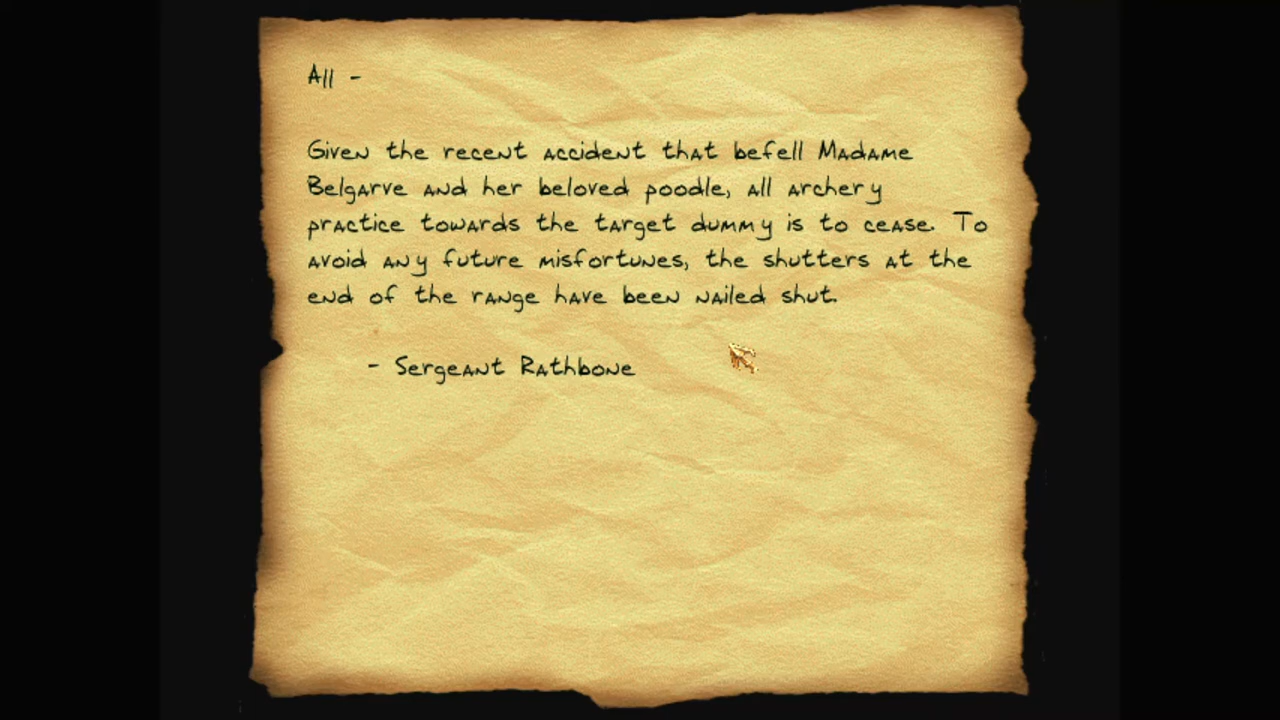 All -
Given the recent accident that befell Madame
Belgarve and her beloved poodle, all archery
practice towards the target dummy is to cease. To
avoid any future misfortunes, the shutters at the
end of the range have been nailed shut.
- Sergeant Rathbone